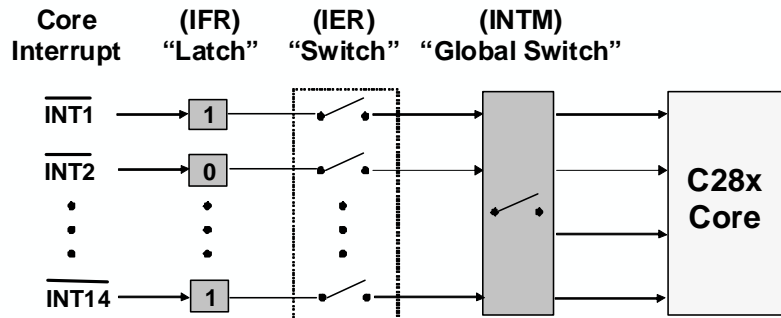 Core (IFR) (IER) (INTM)
Interrupt “Latch” “Switch” “Global Switch”
INT1 1
INT2 0
C28x
Core
INT14 1